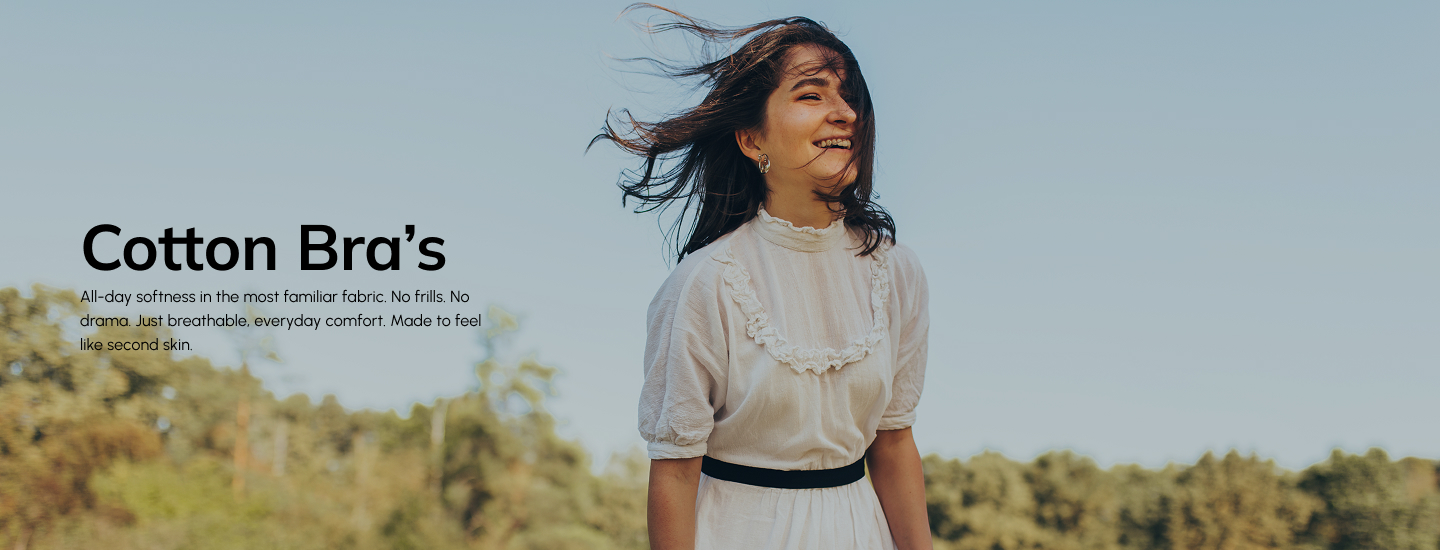 Cotton Bra’s
All-day softness in the most familiar fabric. No frills. No
drama. Just breathable, everyday comfort. Made to feel
like second skin.